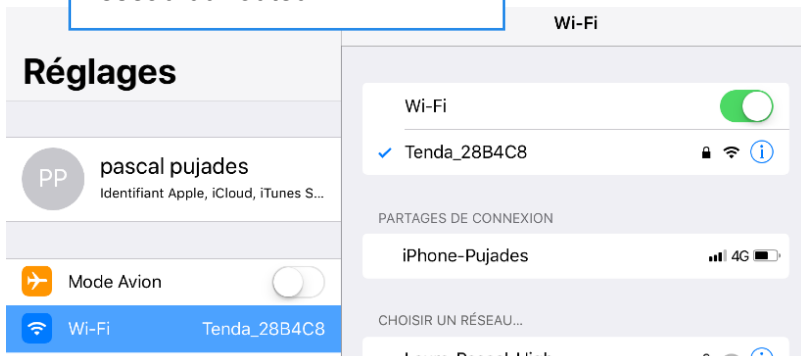 Wi-Fi
Réglages
Wi-Fi
Tenda_28B4C8
PP
pascal pujades
Identifiant Apple, iCloud, iTunes S...
PARTAGES DE CONNEXION
iPhone-Pujades
4G
Mode Avion
Wi-Fi
Tenda_28B4C8
CHOISIR UN RÉSEAU...